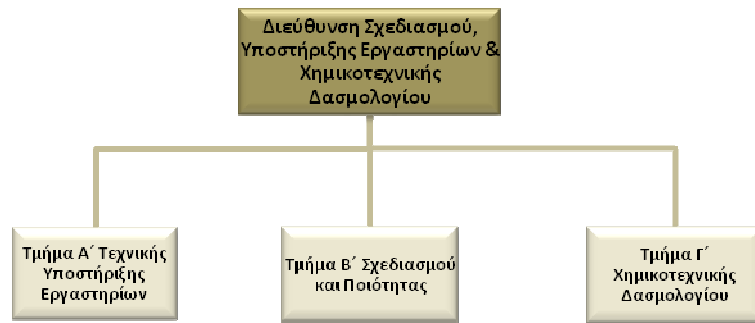 Διεύθυνση Σχεδιασμού,
Υποστήριξης Εργαστηρίων &
Χημικοτεχνικής
Δασμολογίου
Τμήμα Α΄ Τεχνικής
Υποστήριξης
Εργαστηρίων
Τμήμα Β΄ Σχεδιασμού
και Ποιότητας
Τμήμα Γ΄
Χημικοτεχνικής
Δασμολογίου